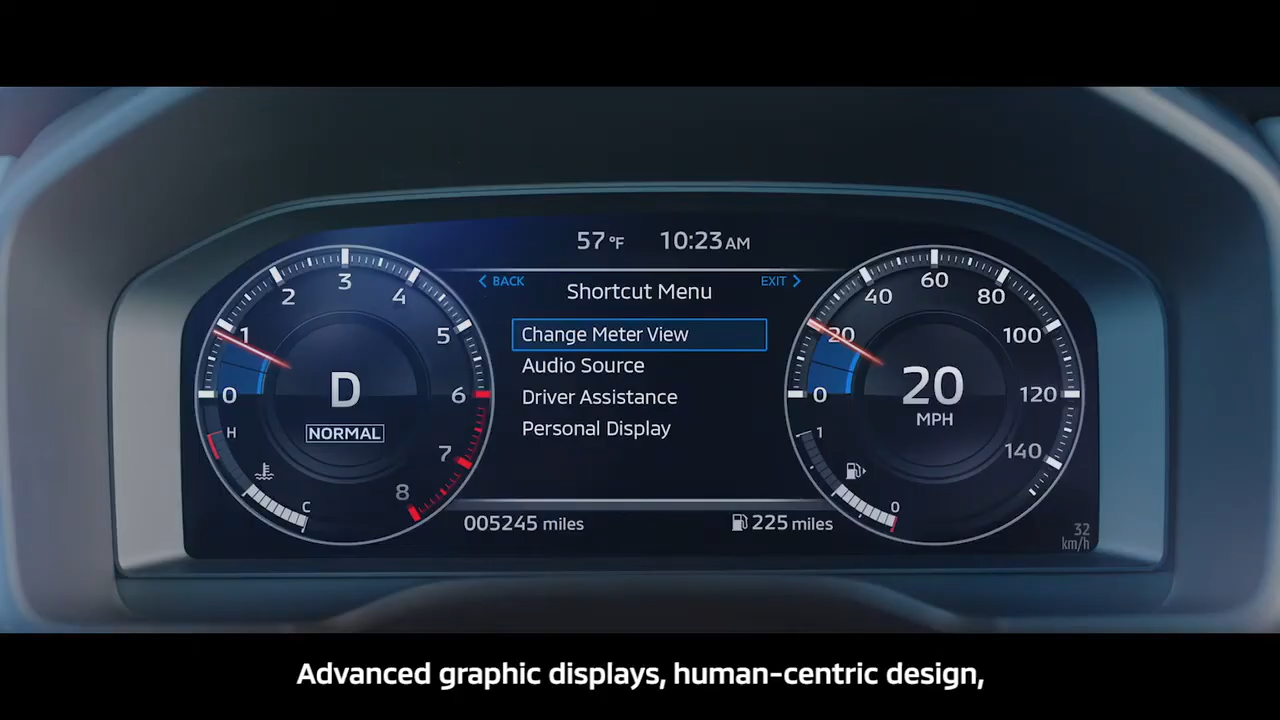 57 °F 10:23 AM
BACK
EXIT
Shortcut Menu
Change Meter View
Audio Source
Driver Assistance
Personal Display
005245 miles
225 miles
0
1
2
3
4
5
6
7
8
D
NORMAL
H
C
0
20
40
60
80
100
120
140
20
MPH
1
0
32
km/h
Advanced graphic displays, human-centric design,